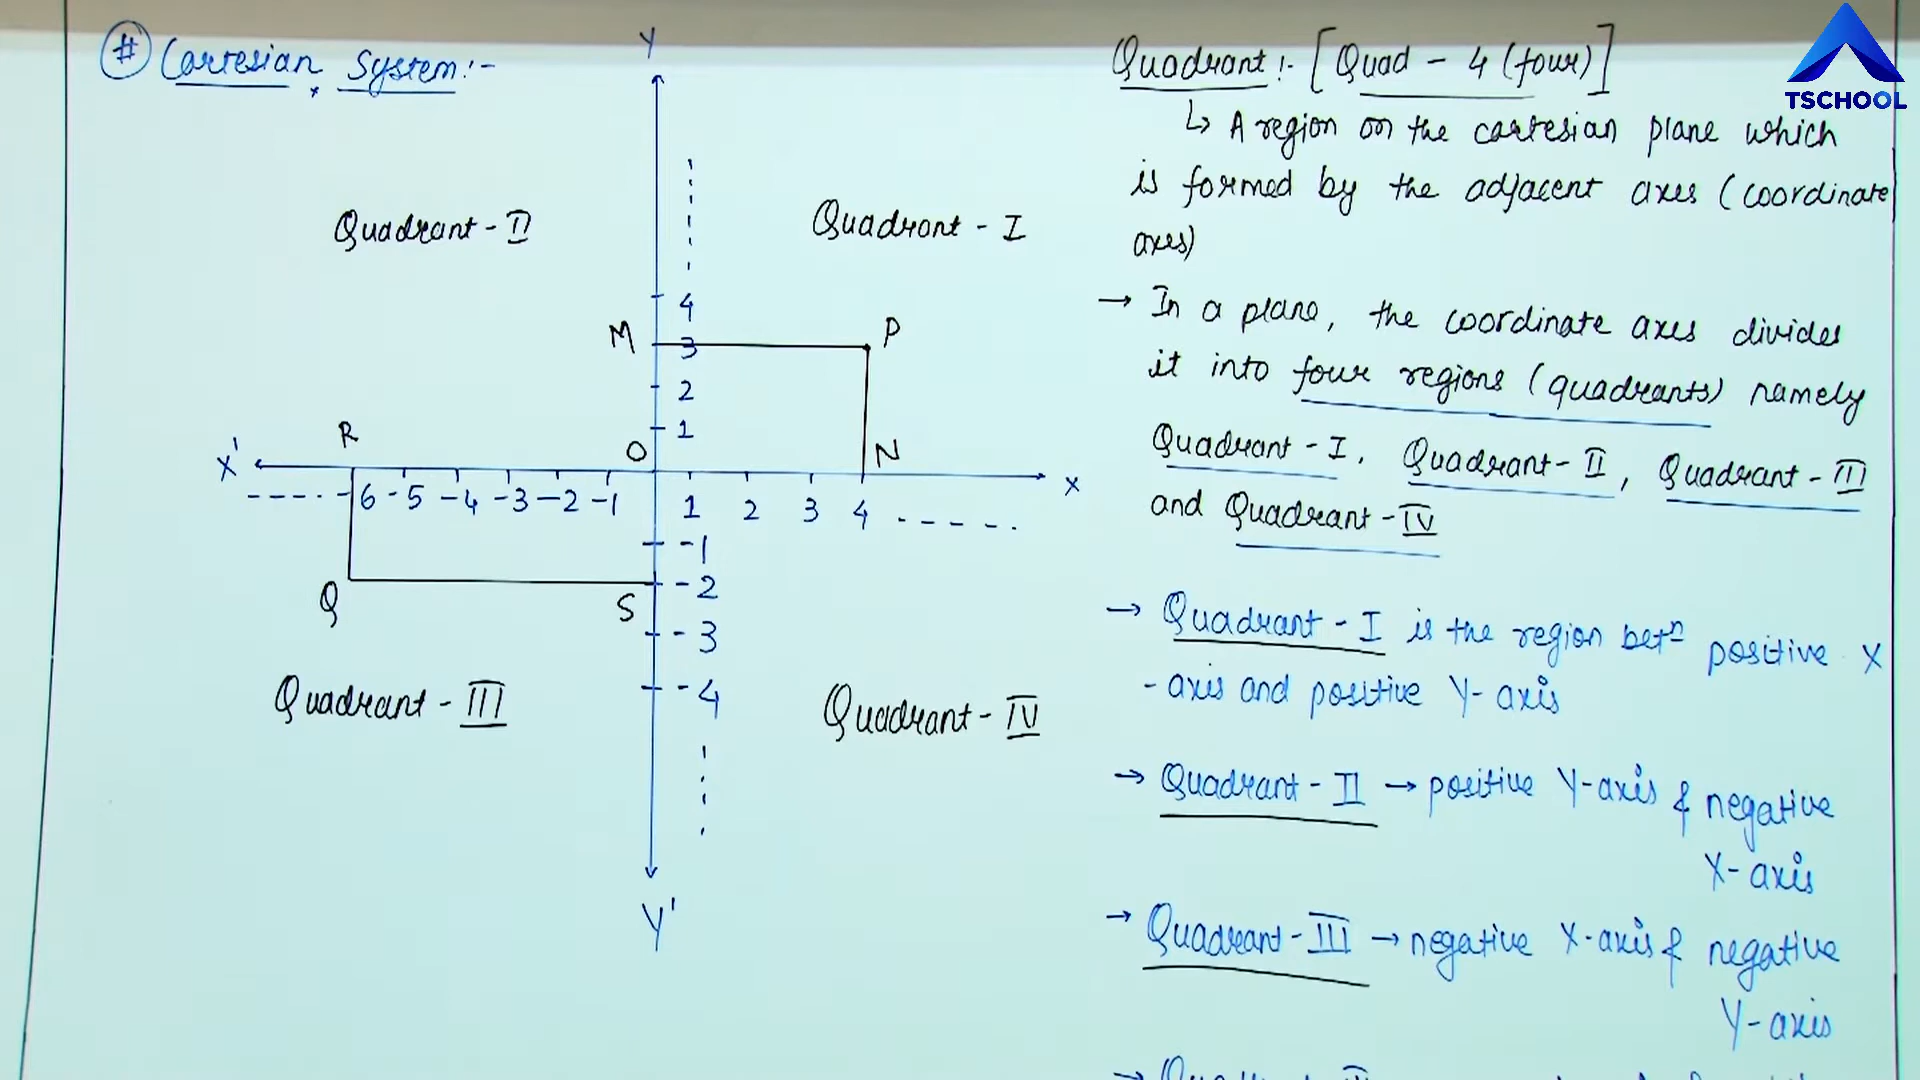 # Cartesian System:-
Y
Quadrant - II
Quadrant - I
4
M
3
P
2
1
R
O
N
X'
X
-6 -5 -4 -3 -2 -1
1 2 3 4
-1
-2
Q
S
-3
-4
Quadrant - III
Quadrant - IV
Y'
Quadrant :- [Quad - 4 (four)]
↳ A region on the cartesian plane which
is formed by the adjacent axes (coordinate
axes)
→ In a plane, the coordinate axes divides
it into four regions (quadrants) namely
Quadrant - I, Quadrant - II, Quadrant - III
and Quadrant - IV
→ Quadrant - I is the region betⁿ positive X
- axis and positive Y- axis
→ Quadrant - II → positive Y-axis & negative
X- axis
→ Quadrant - III → negative X-axis & negative
Y- axis
TSCHOOL